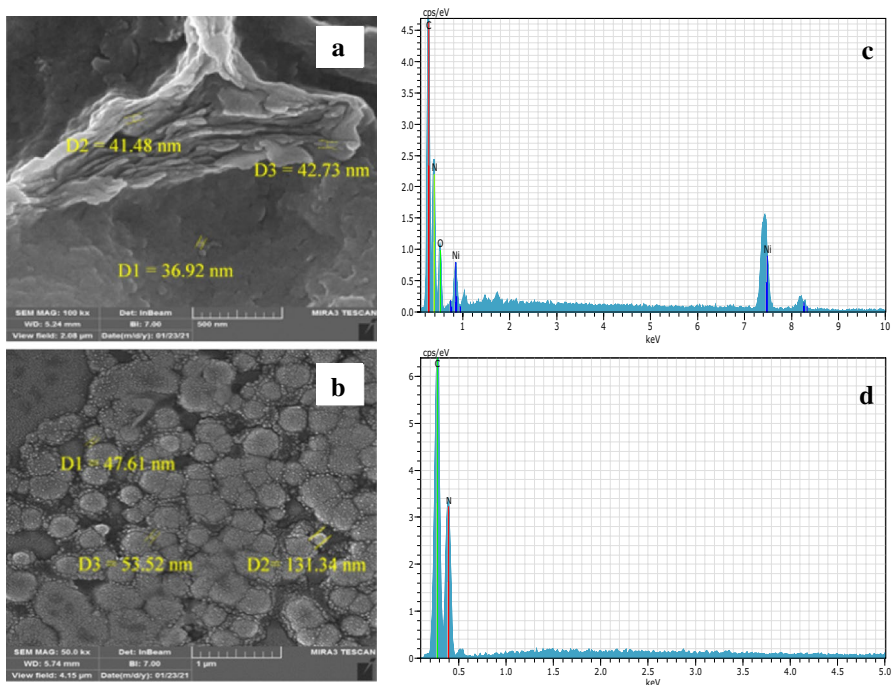 a
D2 = 41.48 nm
D3 = 42.73 nm
D1 = 36.92 nm
SEM MAG: 100 kx Det: InBeam MIRA3 TESCAN
WD: 5.24 mm BI: 7.00 500 nm
View field: 2.08 µm Date(m/d/y): 01/23/21
b
D1 = 47.61 nm
D3 = 53.52 nm D2= 131.34 nm
SEM MAG: 50.0 kx Det: InBeam MIRA3 TESCAN
WD: 5.74 mm BI: 7.00 1 µm
View field: 4.15 µm Date(m/d/y): 01/23/21
cps/eV
c
C
4.5
4.0
3.5
3.0
2.5
N
2.0
1.5
O
1.0
Ni Ni
0.5
0.0
1 2 3 4 5 6 7 8 9 10
keV
cps/eV
d
C
6
5
4
N
3
2
1
0
0.5 1.0 1.5 2.0 2.5 3.0 3.5 4.0 4.5 5.0
keV